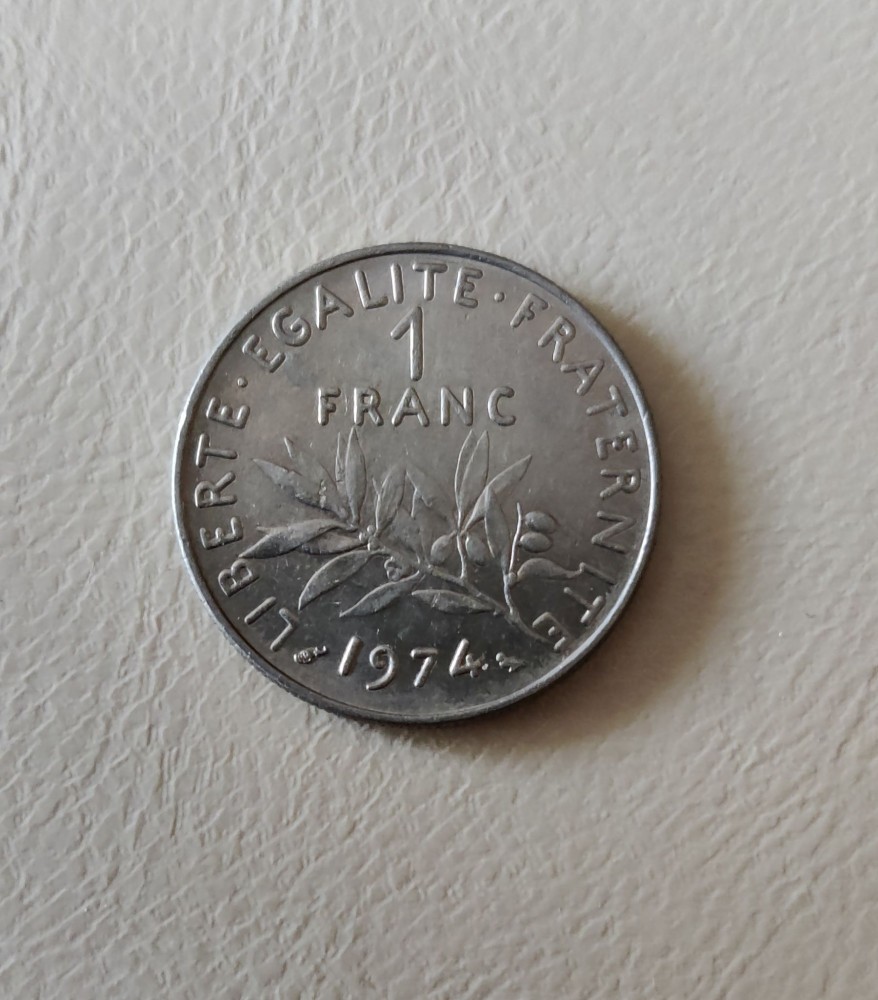 LIBERTE · EGALITE · FRATERNITE
1
FRANC
1974